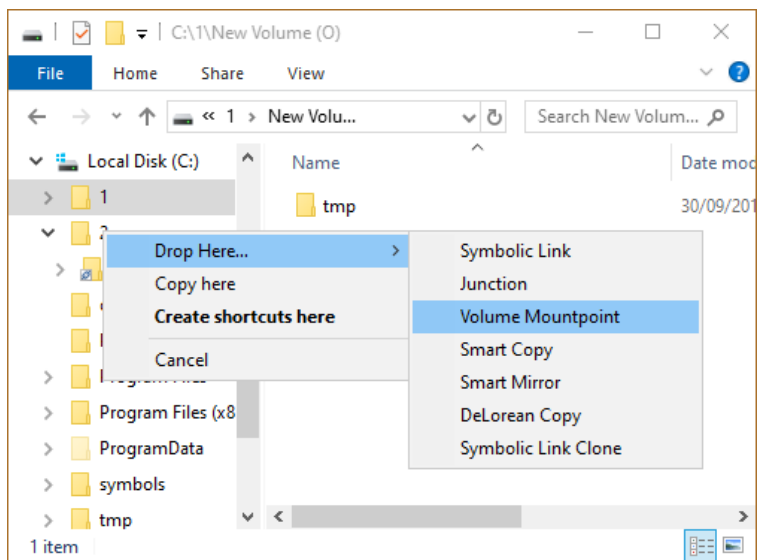 C:\1\New Volume (O)
File Home Share View
« 1 > New Volu...
Search New Volum...
Local Disk (C:)
1
2
Program Files (x8
ProgramData
symbols
tmp
Name
Date mod
tmp
30/09/201
Drop Here...
Copy here
Create shortcuts here
Cancel
Symbolic Link
Junction
Volume Mountpoint
Smart Copy
Smart Mirror
DeLorean Copy
Symbolic Link Clone
1 item